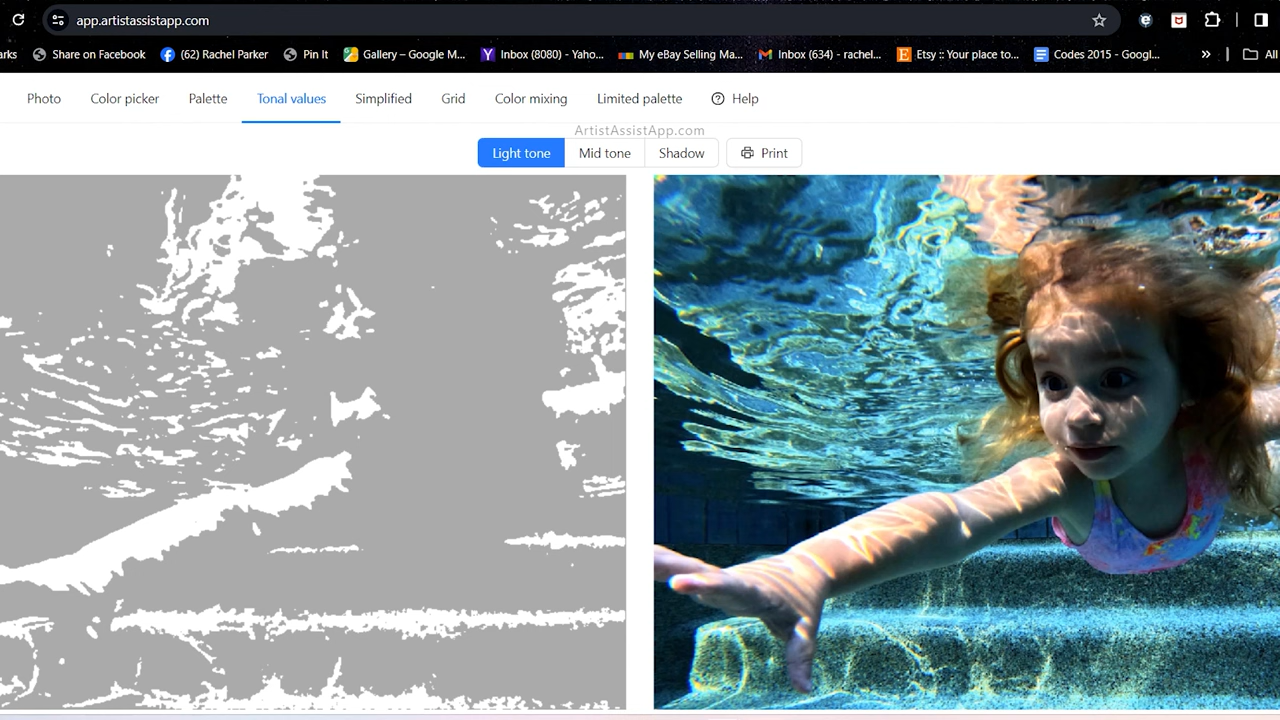 app.artistassistapp.com
arks Share on Facebook (62) Rachel Parker Pin It Gallery – Google M... Inbox (8080) - Yaho... My eBay Selling Ma... Inbox (634) - rachel... Etsy :: Your place to... Codes 2015 - Googl... » All
Photo Color picker Palette Tonal values Simplified Grid Color mixing Limited palette Help
ArtistAssistApp.com
Light tone Mid tone Shadow Print